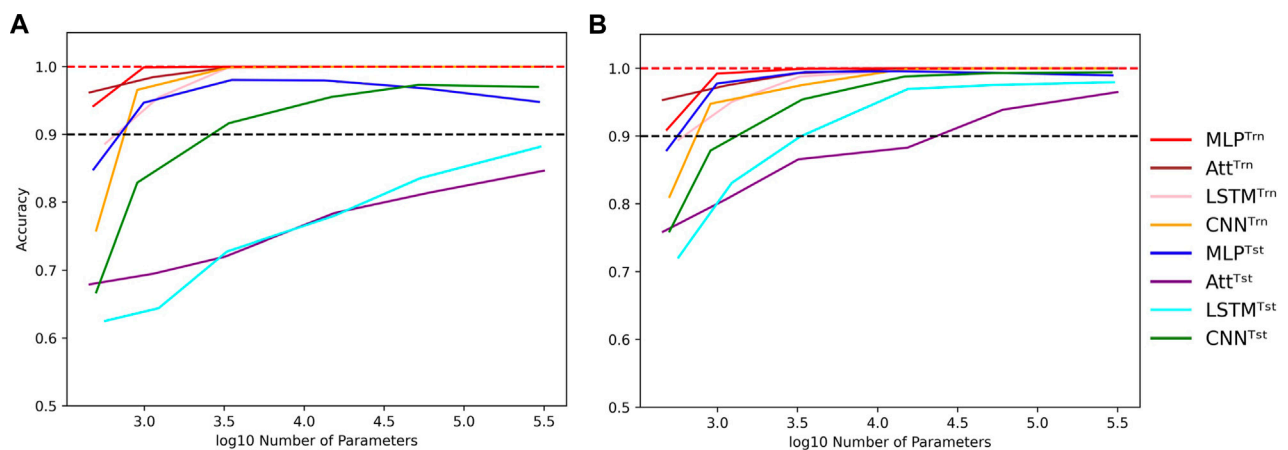 A
B
Accuracy
1.0
0.9
0.8
0.7
0.6
0.5
3.0 3.5 4.0 4.5 5.0 5.5
log10 Number of Parameters
1.0
0.9
0.8
0.7
0.6
0.5
3.0 3.5 4.0 4.5 5.0 5.5
log10 Number of Parameters
MLPᵀʳⁿ
Attᵀʳⁿ
LSTMᵀʳⁿ
CNNᵀʳⁿ
MLPᵀˢᵗ
Attᵀˢᵗ
LSTMᵀˢᵗ
CNNᵀˢᵗ